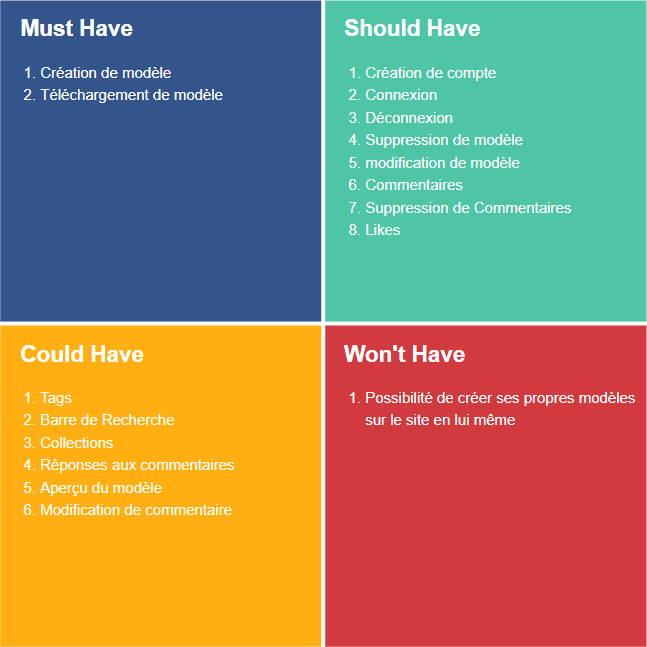 Must Have
1. Création de modèle
2. Téléchargement de modèle
Should Have
1. Création de compte
2. Connexion
3. Déconnexion
4. Suppression de modèle
5. modification de modèle
6. Commentaires
7. Suppression de Commentaires
8. Likes
Could Have
1. Tags
2. Barre de Recherche
3. Collections
4. Réponses aux commentaires
5. Aperçu du modèle
6. Modification de commentaire
Won't Have
1. Possibilité de créer ses propres modèles
sur le site en lui même